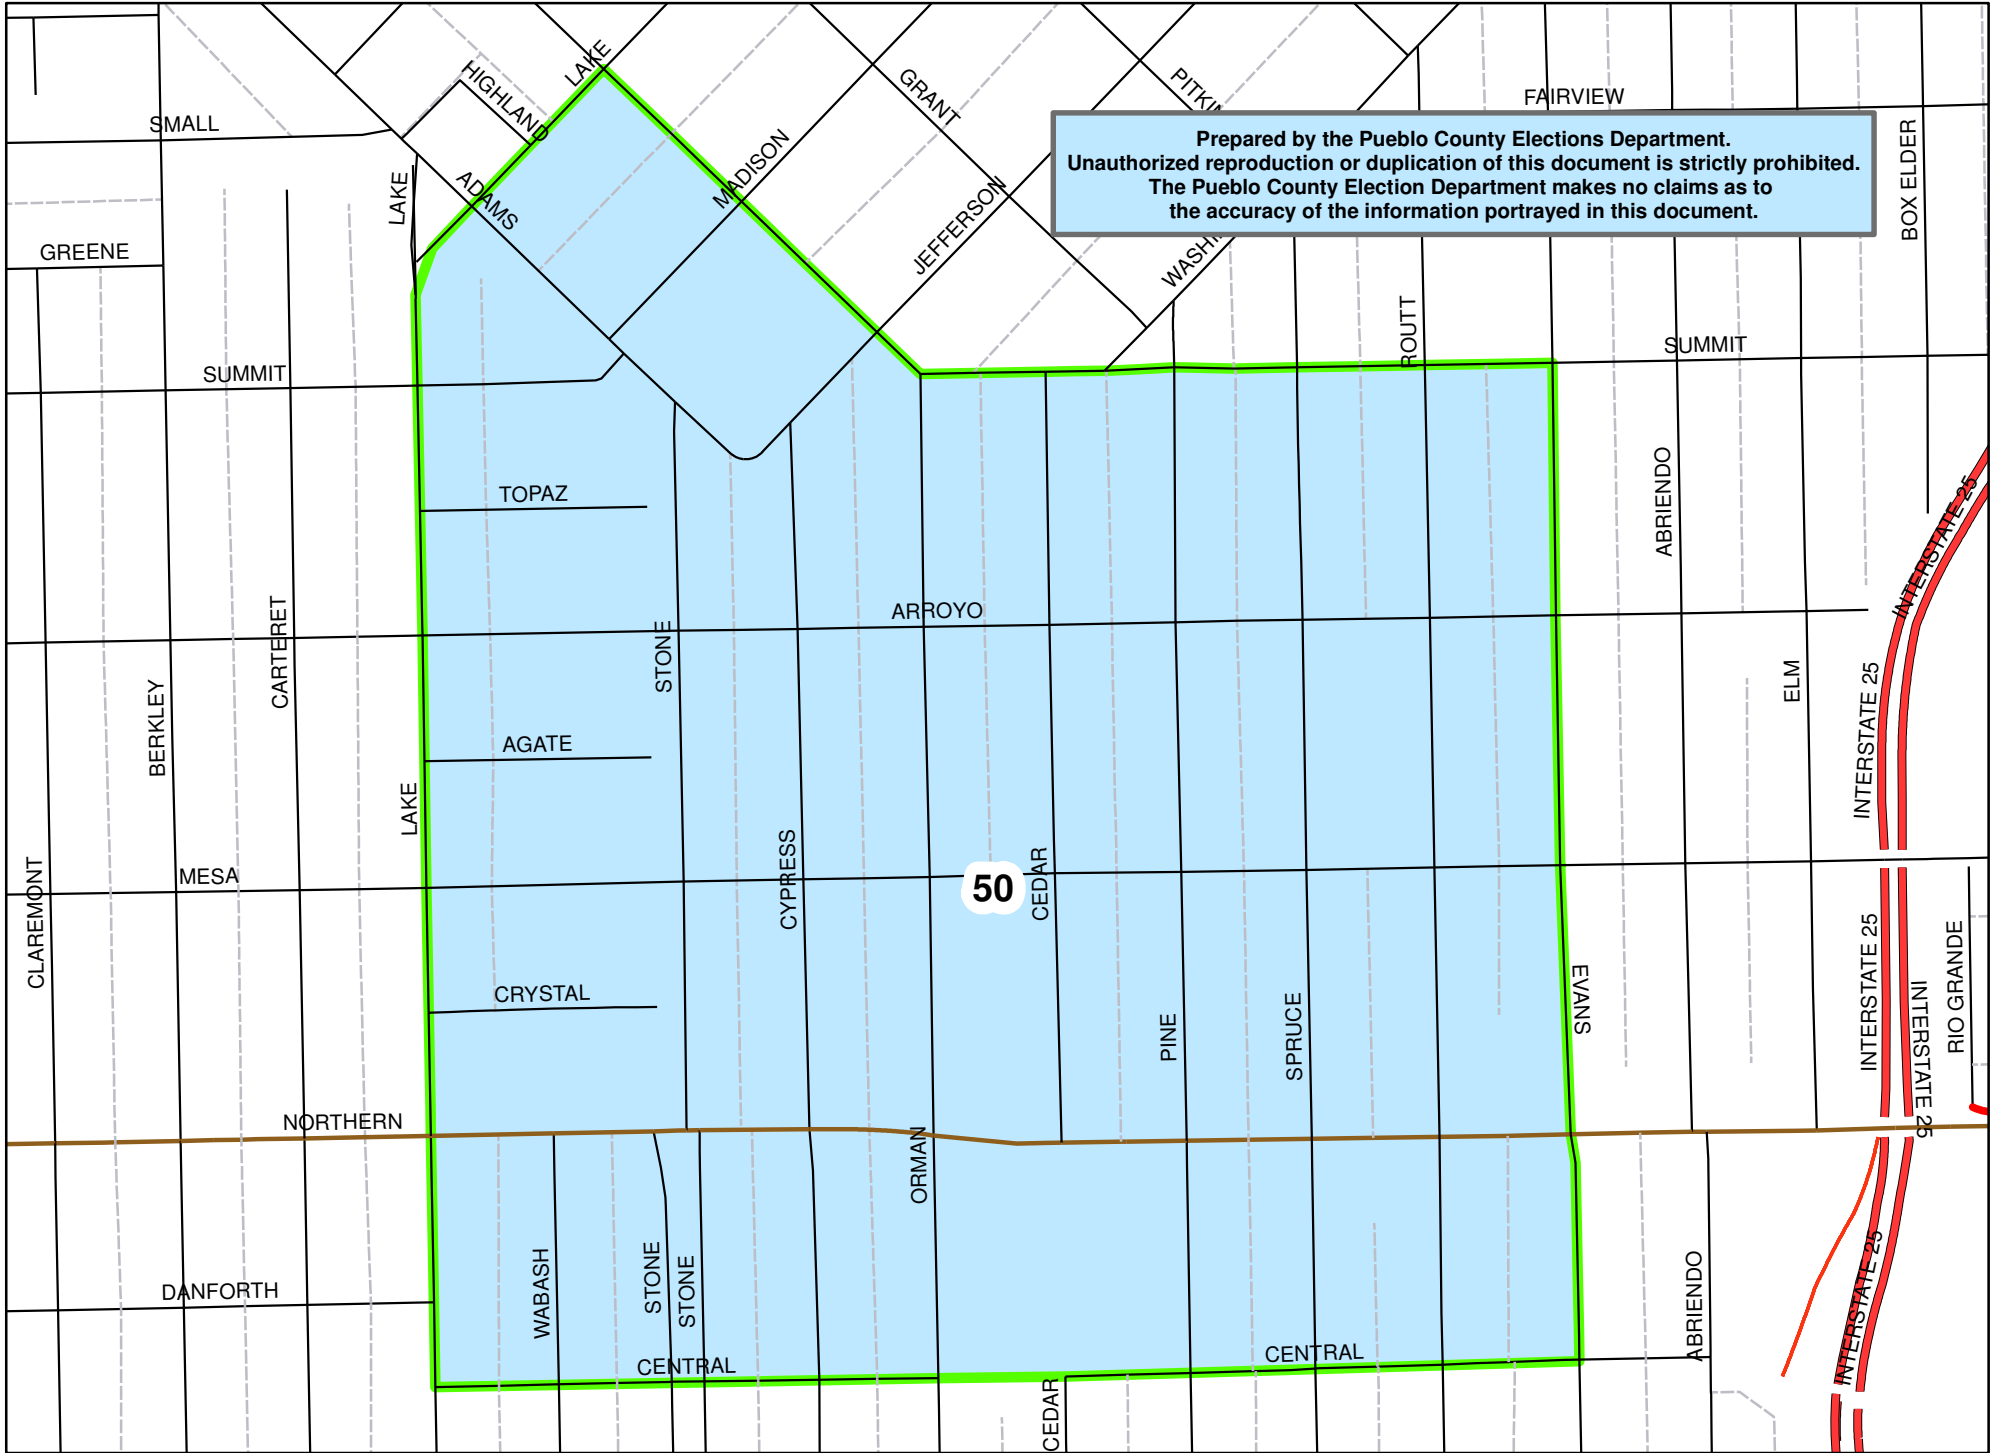 HIGHLAND
LAKE
GRANT
PITKIN
FAIRVIEW
SMALL
Prepared by the Pueblo County Elections Department.
Unauthorized reproduction or duplication of this document is strictly prohibited.
The Pueblo County Election Department makes no claims as to
the accuracy of the information portrayed in this document.
BOX ELDER
LAKE
ADAMS
MADISON
JEFFERSON
GREENE
ROUTT
SUMMIT
SUMMIT
TOPAZ
ABRIENDO
INTERSTATE 25
ARROYO
CARTERET
STONE
BERKLEY
ELM
INTERSTATE 25
AGATE
LAKE
CYPRESS
MESA
50
CEDAR
CLAREMONT
CRYSTAL
PINE
SPRUCE
EVANS
INTERSTATE 25
INTERSTATE 25
RIO GRANDE
NORTHERN
ORMAN
WABASH
STONE
STONE
DANFORTH
ABRIENDO
INTERSTATE 25
CENTRAL
CENTRAL
CEDAR